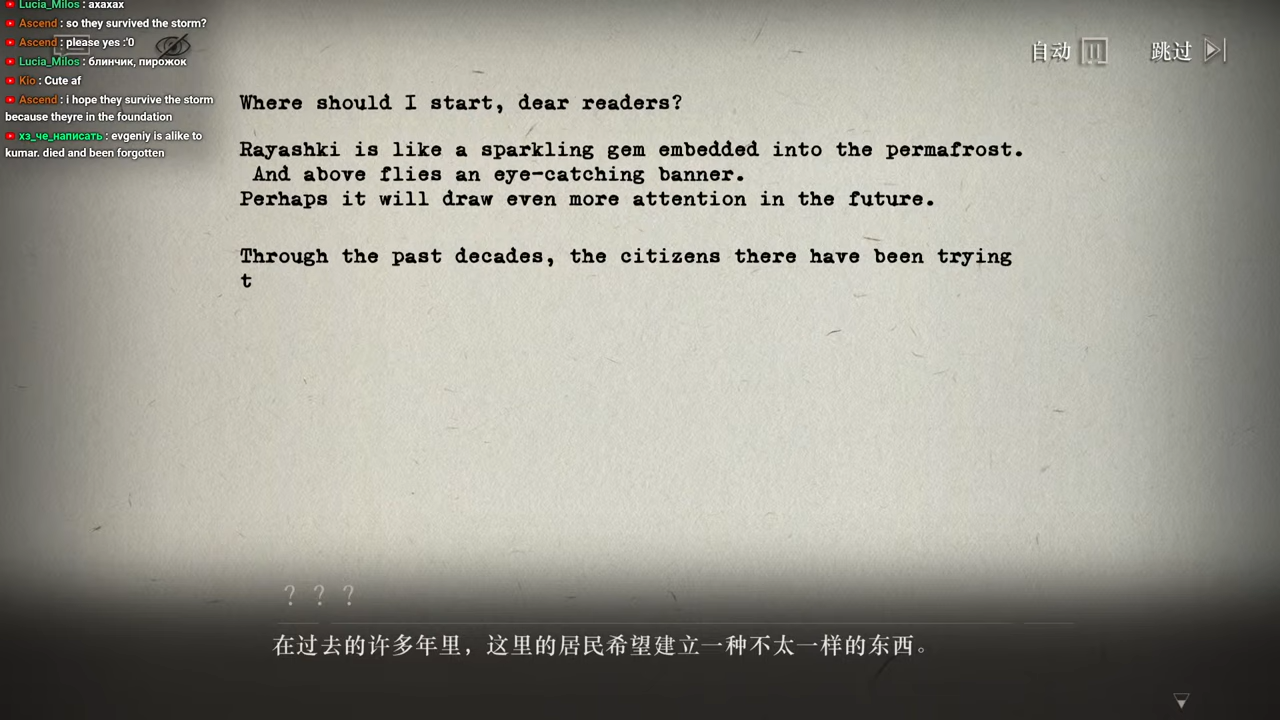 Lucia_Milos : ахахах
Ascend : so they survived the storm?
Ascend : please yes :'0
Lucia_Milos : блинчик, пирожок
Kio : Cute af
Ascend : i hope they survive the storm
because theyre in the foundation
хз_че_написать : evgeniy is alike to
kumar. died and been forgotten
自动
跳过
Where should I start, dear readers?
Rayashki is like a sparkling gem embedded into the permafrost.
And above flies an eye-catching banner.
Perhaps it will draw even more attention in the future.
Through the past decades, the citizens there have been trying
t
？？？
在过去的许多年里，这里的居民希望建立一种不太一样的东西。